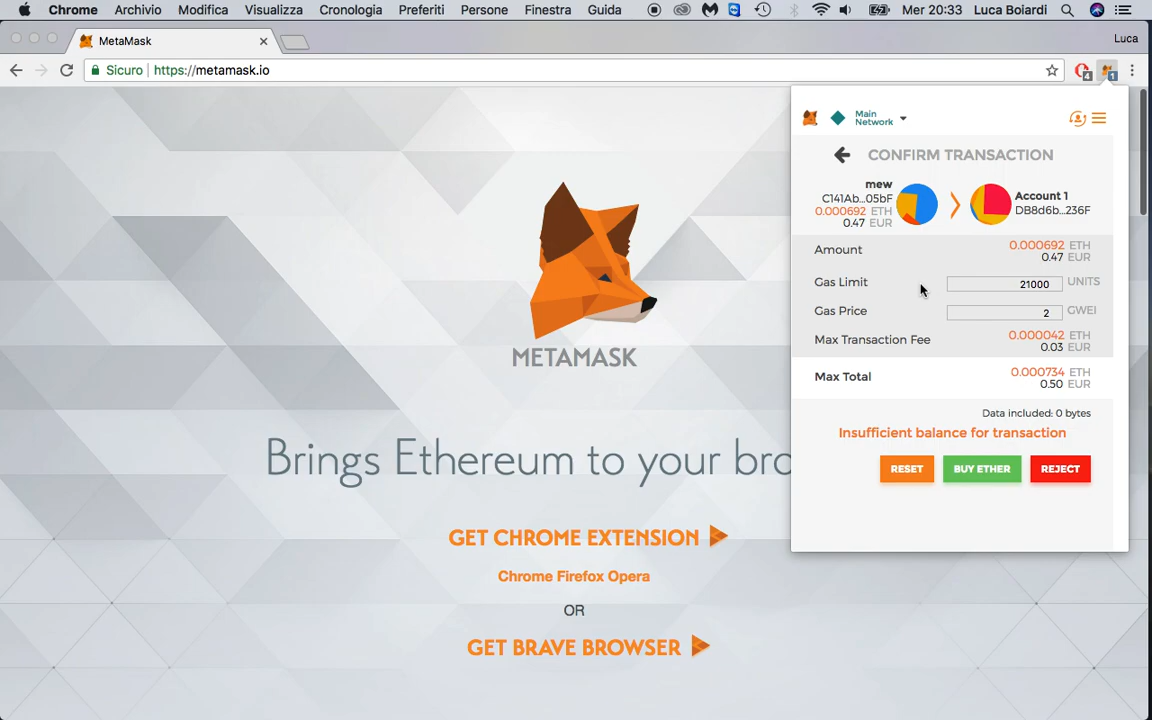 Chrome Archivio Modifica Visualizza Cronologia Preferiti Persone Finestra Guida Mer 20:33 Luca Boiardi
MetaMask
Luca
Sicuro https://metamask.io
4
1
Main
Network
CONFIRM TRANSACTION
mew
C141Ab...05bF
0.000692 ETH
0.47 EUR
Account 1
DB8d6b...236F
Amount 0.000692 ETH
0.47 EUR
Gas Limit 21000 UNITS
Gas Price 2 GWEI
Max Transaction Fee 0.000042 ETH
0.03 EUR
Max Total 0.000734 ETH
0.50 EUR
Data included: 0 bytes
Insufficient balance for transaction
RESET BUY ETHER REJECT
METAMASK
Brings Ethereum to your bro
GET CHROME EXTENSION
Chrome Firefox Opera
OR
GET BRAVE BROWSER